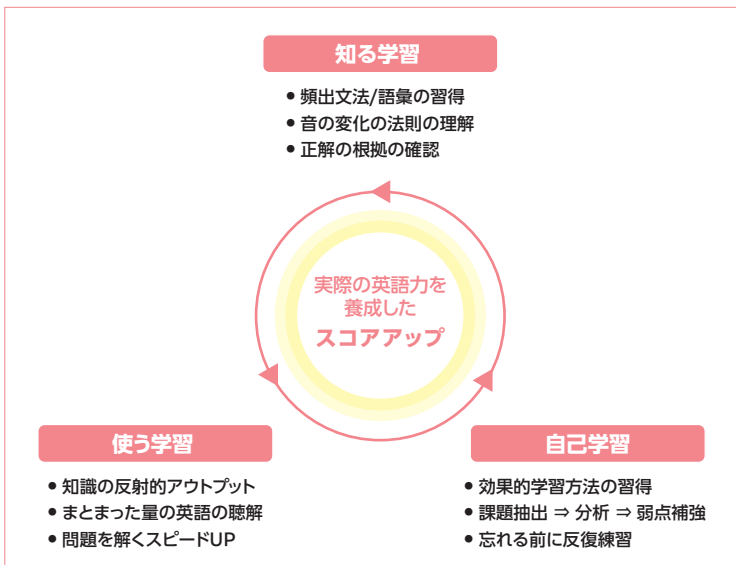 知る学習
• 頻出文法/語彙の習得
• 音の変化の法則の理解
• 正解の根拠の確認
実際の英語力を
養成した
スコアアップ
使う学習
• 知識の反射的アウトプット
• まとまった量の英語の聴解
• 問題を解くスピードUP
自己学習
• 効果的学習方法の習得
• 課題抽出 ⇒ 分析 ⇒ 弱点補強
• 忘れる前に反復練習